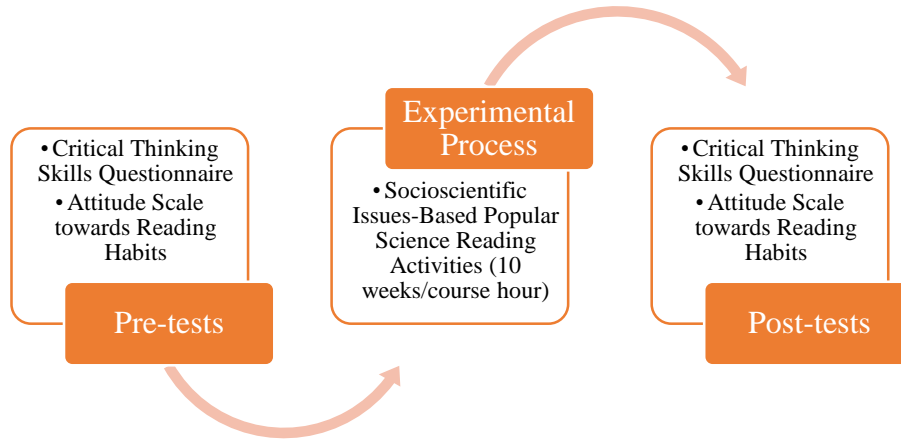 • Critical Thinking
Skills Questionnaire
• Attitude Scale
towards Reading
Habits
Pre-tests
Experimental
Process
• Socioscientific
Issues-Based Popular
Science Reading
Activities (10
weeks/course hour)
• Critical Thinking
Skills Questionnaire
• Attitude Scale
towards Reading
Habits
Post-tests